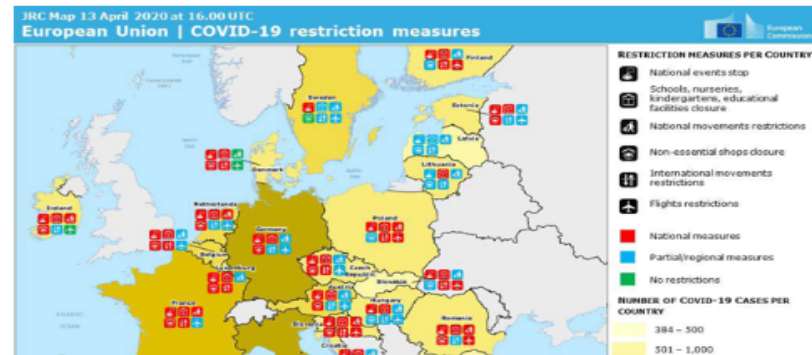 JRC Map 13 April 2020 at 16.00 UTC
European Union | COVID-19 restriction measures
European
Commission
RESTRICTION MEASURES PER COUNTRY
National events stop
Schools, nurseries,
kindergartens, educational
facilities closure
National movements restrictions
Non-essential shops closure
International movements
restrictions
Flights restrictions
National measures
Partial/regional measures
No restrictions
NUMBER OF COVID-19 CASES PER
COUNTRY
384 – 500
501 – 1,000
Finland
Sweden
Estonia
Latvia
Lithuania
Denmark
Ireland
Netherlands
Germany
Poland
Belgium
Luxemburg
Czech
Republic
Slovakia
France
Austria
Hungary
Slovenia
Romania
Croatia